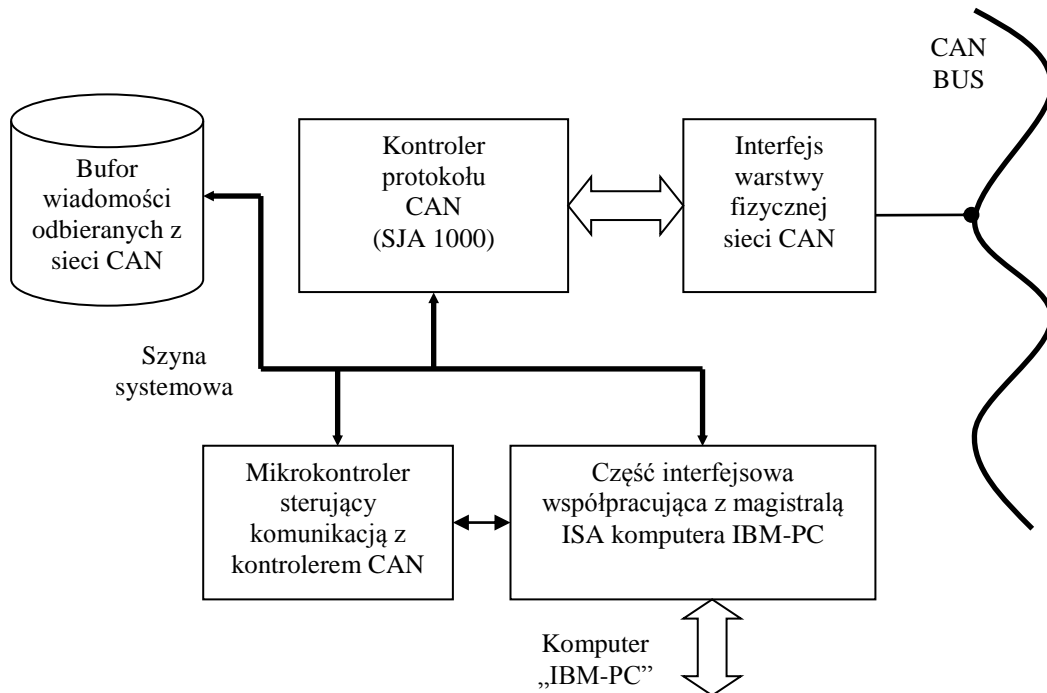 CAN
BUS
Bufor
wiadomości
odbieranych z
sieci CAN
Kontroler
protokołu
CAN
(SJA 1000)
Interfejs
warstwy
fizycznej
sieci CAN
Szyna
systemowa
Mikrokontroler
sterujący
komunikacją z
kontrolerem CAN
Część interfejsowa
współpracująca z magistralą
ISA komputera IBM-PC
Komputer
„IBM-PC”